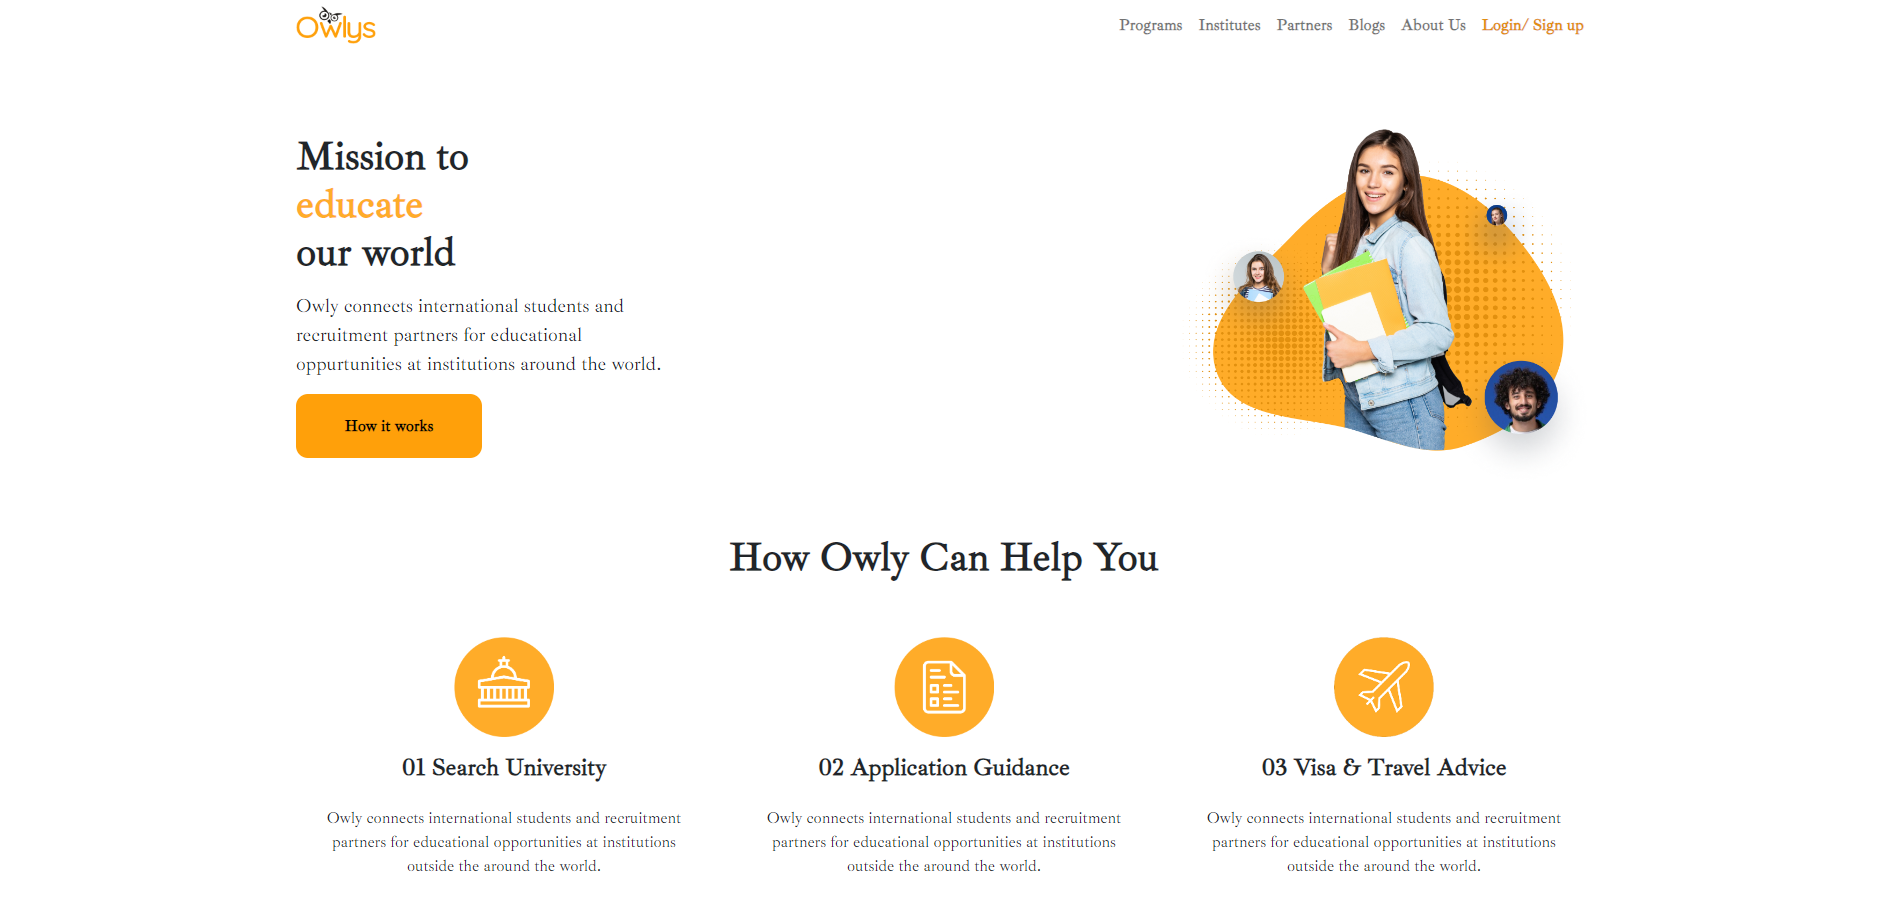 Owlys
Programs Institutes Partners Blogs About Us Login/ Sign up
Mission to
educate
our world
Owly connects international students and
recruitment partners for educational
oppurtunities at institutions around the world.
How it works
How Owly Can Help You
01 Search University
Owly connects international students and recruitment
partners for educational opportunities at institutions
outside the around the world.
02 Application Guidance
Owly connects international students and recruitment
partners for educational opportunities at institutions
outside the around the world.
03 Visa & Travel Advice
Owly connects international students and recruitment
partners for educational opportunities at institutions
outside the around the world.